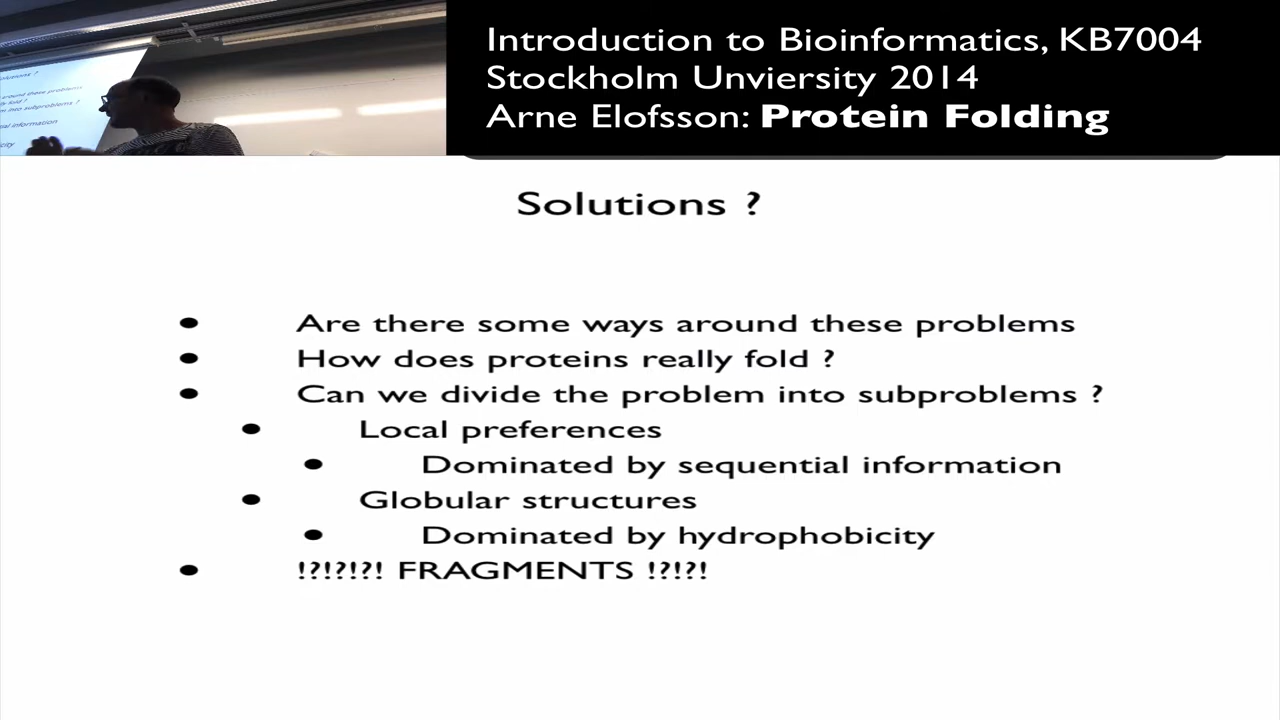 Introduction to Bioinformatics, KB7004
Stockholm Unviersity 2014
Arne Elofsson: Protein Folding
Solutions ?
• Are there some ways around these problems
• How does proteins really fold ?
• Can we divide the problem into subproblems ?
• Local preferences
• Dominated by sequential information
• Globular structures
• Dominated by hydrophobicity
• !?!?!?! FRAGMENTS !?!?!